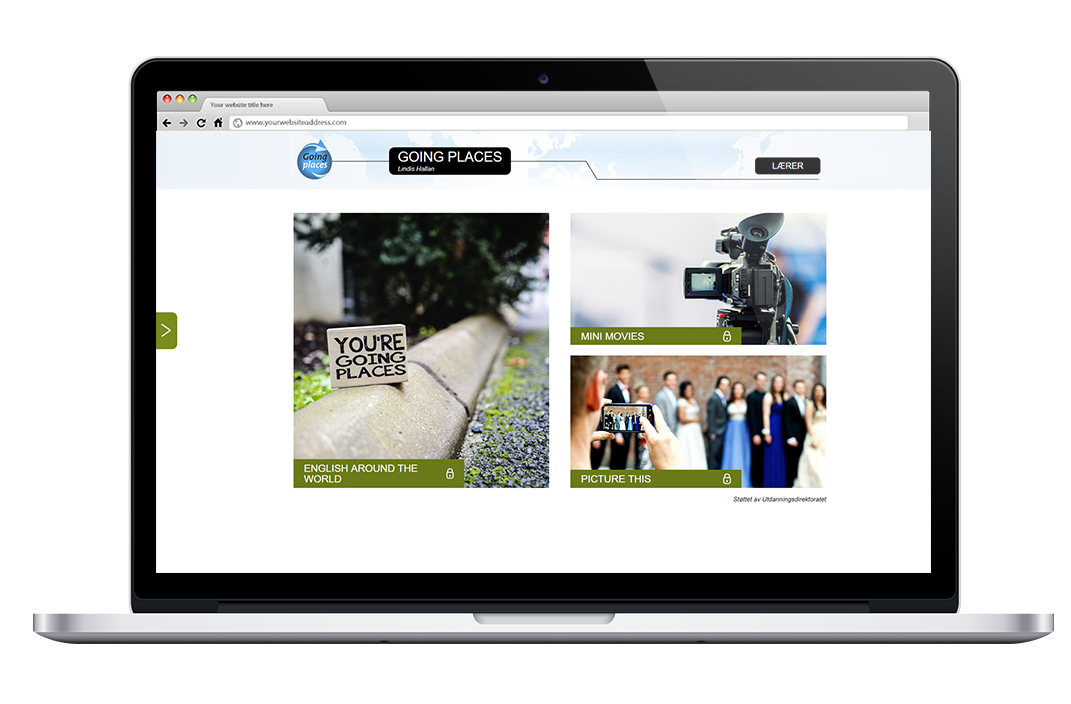 Your website title here
www.yourwebsiteaddress.com
Going
places
GOING PLACES
Lindis Hallan
LÆRER
YOU'RE
GOING
PLACES
ENGLISH AROUND THE
WORLD
MINI MOVIES
PICTURE THIS
Støttet av Utdanningsdirektoratet